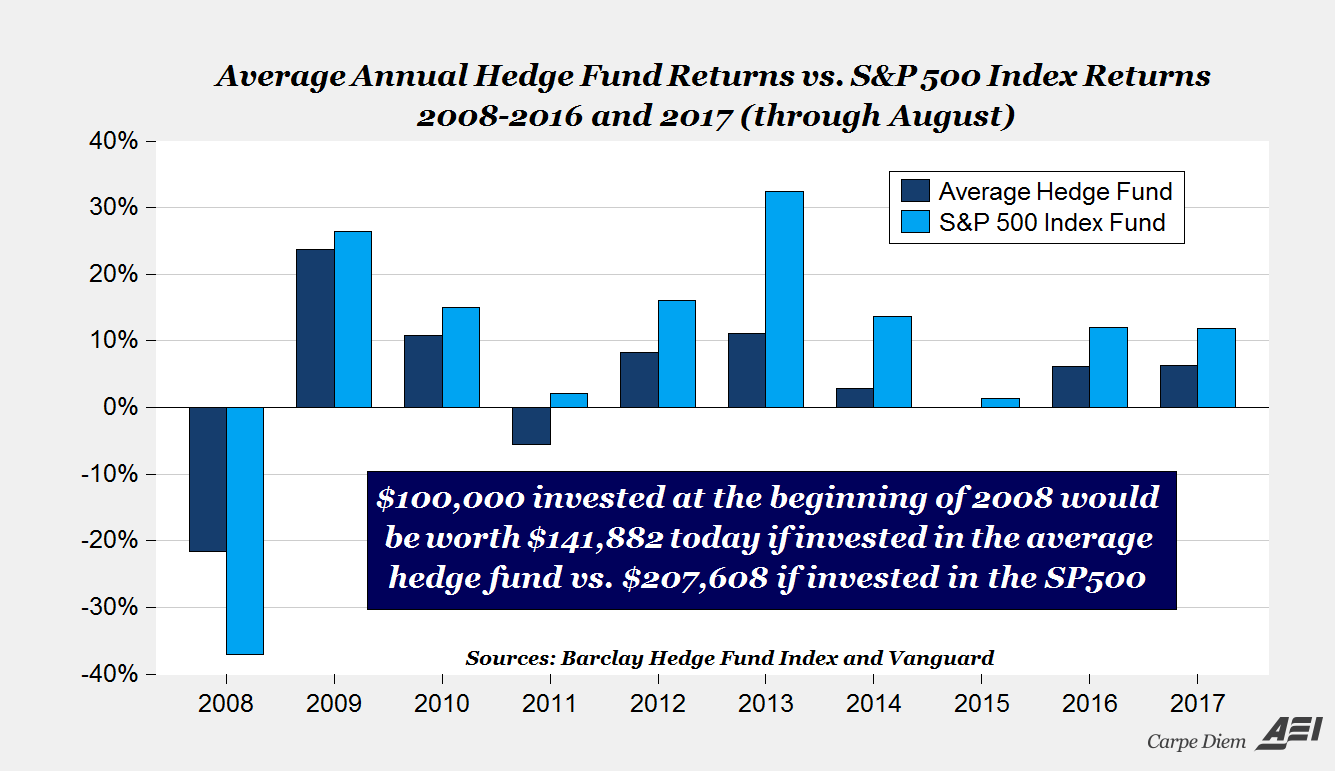 Average Annual Hedge Fund Returns vs. S&P 500 Index Returns
2008-2016 and 2017 (through August)
40%
30%
20%
10%
0%
-10%
-20%
-30%
-40%
Average Hedge Fund
S&P 500 Index Fund
$100,000 invested at the beginning of 2008 would
be worth $141,882 today if invested in the average
hedge fund vs. $207,608 if invested in the SP500
Sources: Barclay Hedge Fund Index and Vanguard
2008 2009 2010 2011 2012 2013 2014 2015 2016 2017
Carpe Diem AEI